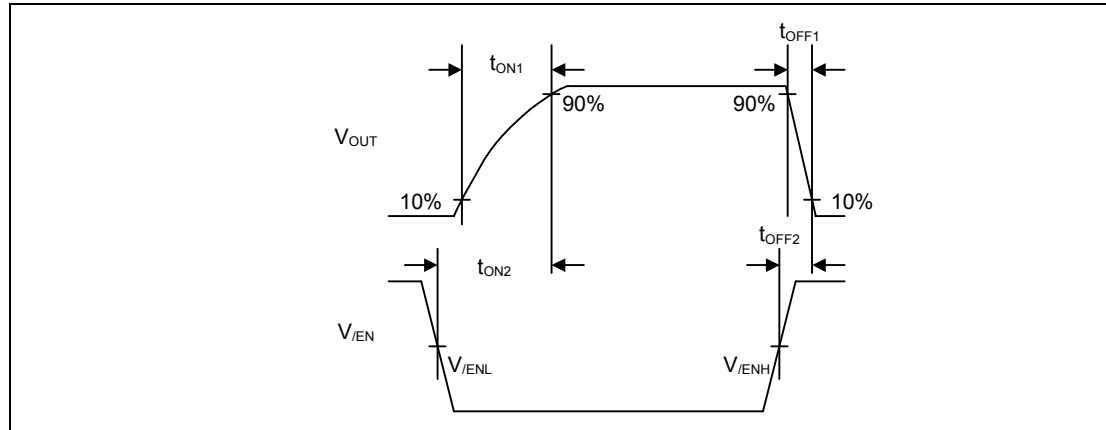 tOFF1
tON1
90% 90%
VOUT
10% 10%
tOFF2
tON2
V/EN
V/ENL V/ENH